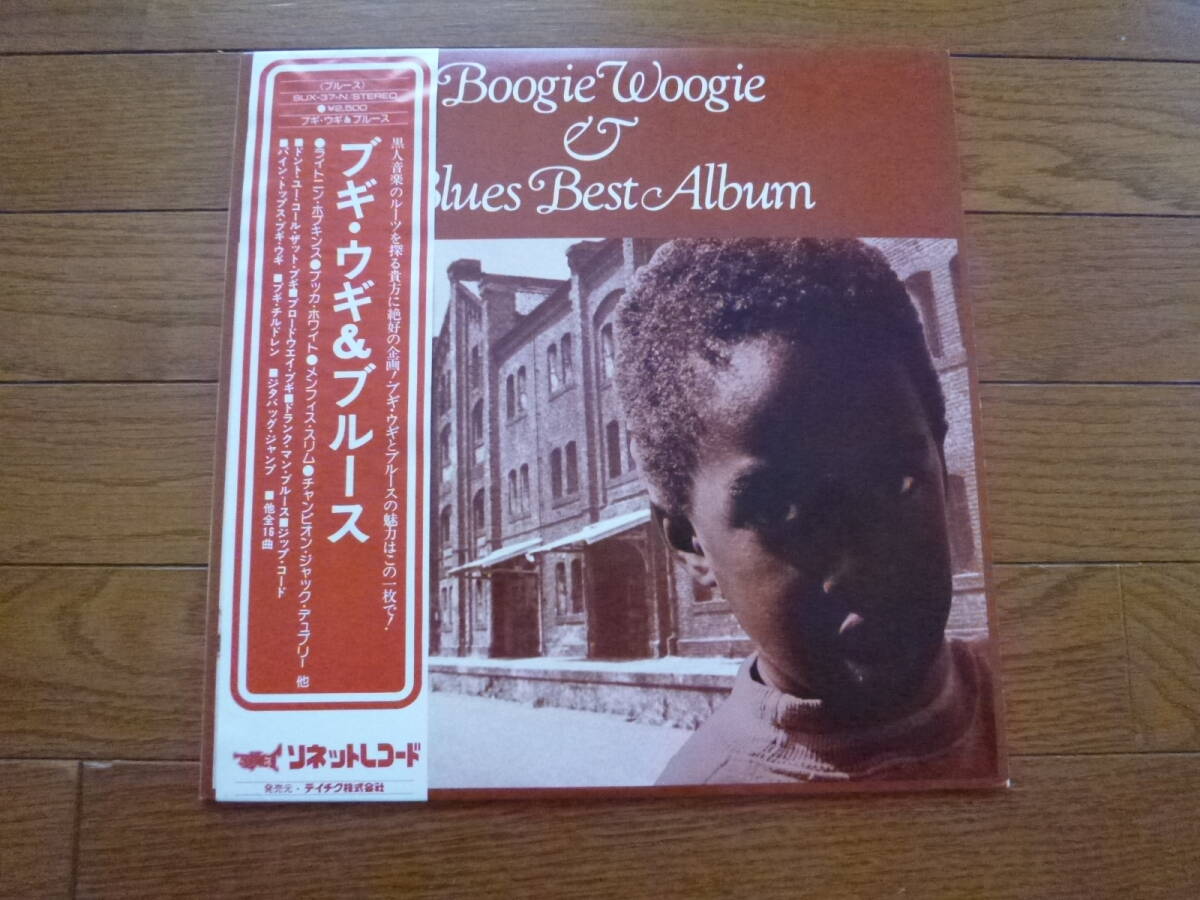 〈ブルース〉
SUX-37-N/STEREO
●¥2,500
ブギ・ウギ&ブルース
黒人音楽のルーツを探る貴方に絶好の企画!ブギ・ウギとブルースの魅力はこの一枚で!
ブギ・ウギ&ブルース
●ライトニン・ホプキンス●ブッカ・ホワイト●メンフィス・スリム●チャンピオン・ジャック・デュプリー 他
■ドント・ユー・コール・ザット・ブギ■ブロードウエイ・ブギ■ドランク・マン・ブルース■ジップ・コード
■パイン・トップス・ブギ・ウギ ■ブギ・チルドレン ■ジタバッグ・ジャンプ ■他全16曲
ソネットレコード
発売元・テイチク株式会社
Boogie Woogie
&
Blues Best Album